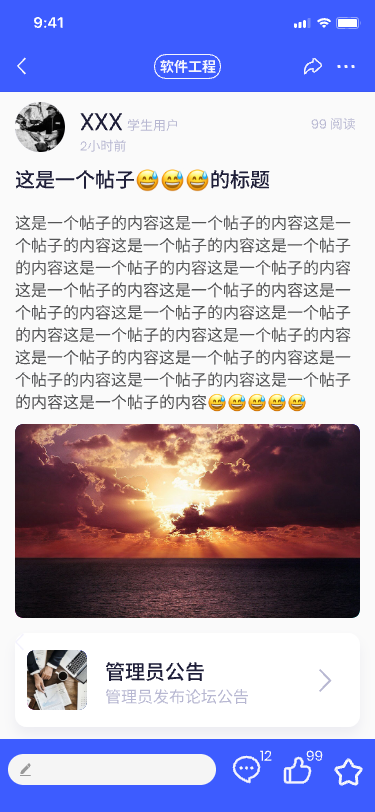 9:41
软件工程
XXX 学生用户
99 阅读
2小时前
这是一个帖子😅😅😅的标题
这是一个帖子的内容这是一个帖子的内容这是一
个帖子的内容这是一个帖子的内容这是一个帖子
的内容这是一个帖子的内容这是一个帖子的内容
这是一个帖子的内容这是一个帖子的内容这是一
个帖子的内容这是一个帖子的内容这是一个帖子
的内容这是一个帖子的内容这是一个帖子的内容
这是一个帖子的内容这是一个帖子的内容这是一
个帖子的内容这是一个帖子的内容这是一个帖子
的内容这是一个帖子的内容😅😅😅😅😅
管理员公告
管理员发布论坛公告
12
99